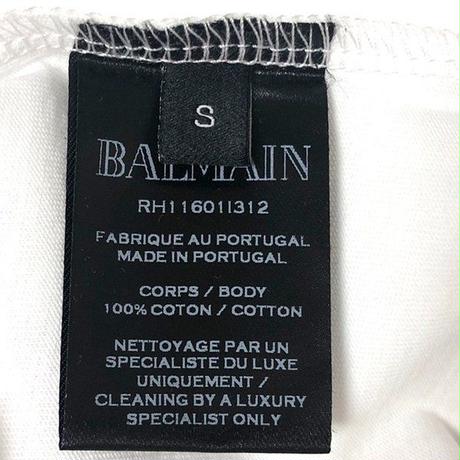 S
BALMAIN
RH11601I312
FABRIQUE AU PORTUGAL
MADE IN PORTUGAL
CORPS / BODY
100% COTON / COTTON
NETTOYAGE PAR UN
SPECIALISTE DU LUXE
UNIQUEMENT /
CLEANING BY A LUXURY
SPECIALIST ONLY